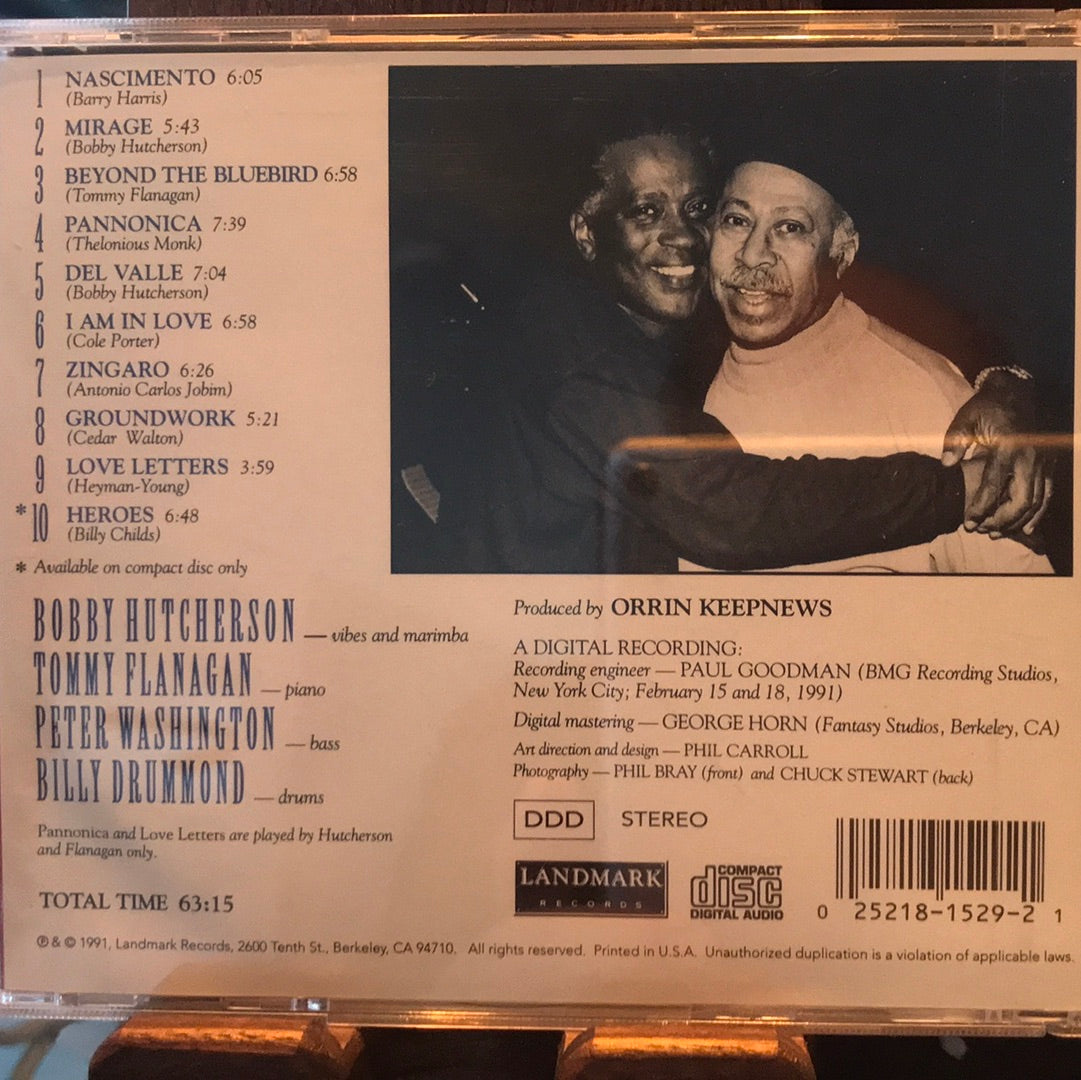 1 NASCIMENTO 6:05
(Barry Harris)
2 MIRAGE 5:43
(Bobby Hutcherson)
3 BEYOND THE BLUEBIRD 6:58
(Tommy Flanagan)
4 PANNONICA 7:39
(Thelonious Monk)
5 DEL VALLE 7:04
(Bobby Hutcherson)
6 I AM IN LOVE 6:58
(Cole Porter)
7 ZINGARO 6:26
(Antonio Carlos Jobim)
8 GROUNDWORK 5:21
(Cedar Walton)
9 LOVE LETTERS 3:59
(Heyman-Young)
*10 HEROES 6:48
(Billy Childs)
* Available on compact disc only
BOBBY HUTCHERSON — vibes and marimba
TOMMY FLANAGAN — piano
PETER WASHINGTON — bass
BILLY DRUMMOND — drums
Pannonica and Love Letters are played by Hutcherson
and Flanagan only.
TOTAL TIME 63:15
Produced by ORRIN KEEPNEWS
A DIGITAL RECORDING:
Recording engineer — PAUL GOODMAN (BMG Recording Studios,
New York City; February 15 and 18, 1991)
Digital mastering — GEORGE HORN (Fantasy Studios, Berkeley, CA)
Art direction and design — PHIL CARROLL
Photography — PHIL BRAY (front) and CHUCK STEWART (back)
DDD STEREO
LANDMARK
RECORDS
COMPACT
disc
DIGITAL AUDIO
0 25218-1529-2 1
℗ & © 1991, Landmark Records, 2600 Tenth St., Berkeley, CA 94710. All rights reserved. Printed in U.S.A. Unauthorized duplication is a violation of applicable laws.